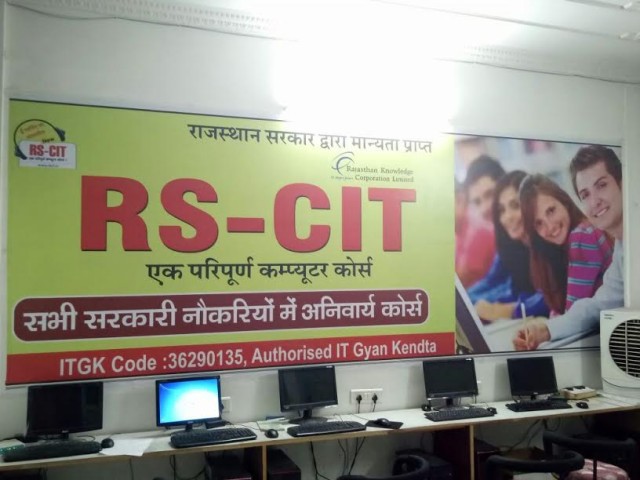 राजस्थान सरकार द्वारा मान्यता प्राप्त
RS-CIT
Rajasthan Knowledge
Corporation Limited
RS-CIT
एक परिपूर्ण कम्प्यूटर कोर्स
सभी सरकारी नौकरियों में अनिवार्य कोर्स
ITGK Code :36290135, Authorised IT Gyan Kendta